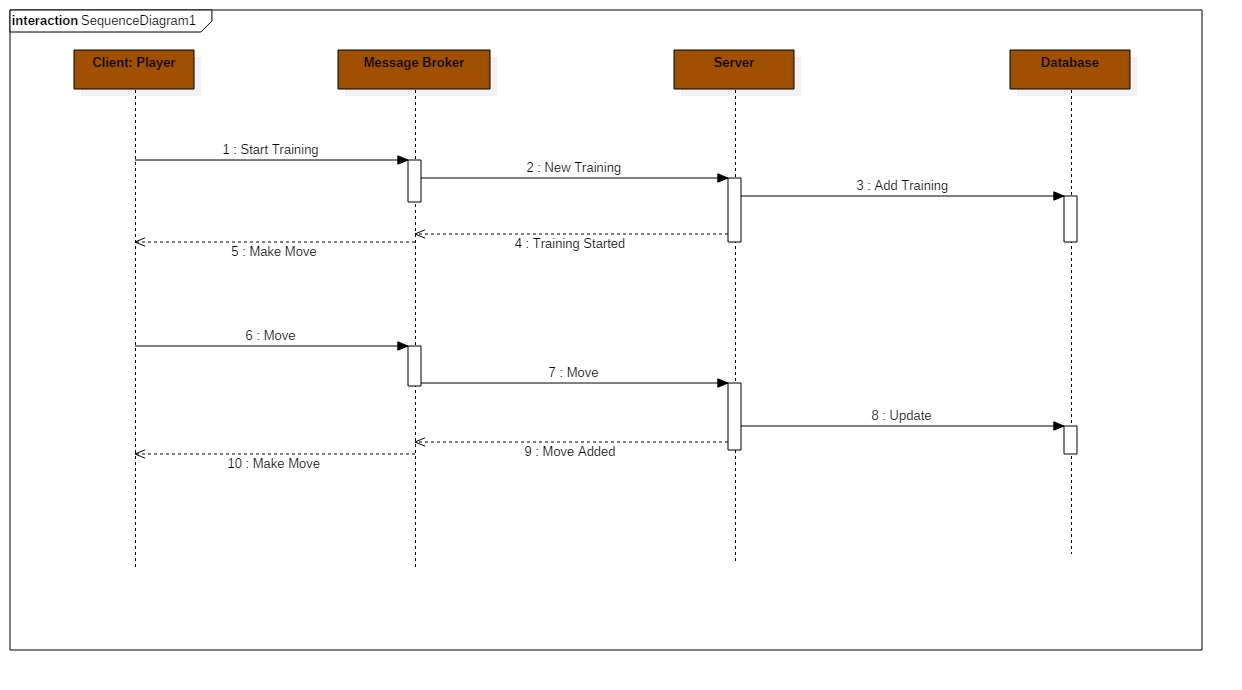 interaction SequenceDiagram1
Client: Player
Message Broker
Server
Database
1 : Start Training
2 : New Training
3 : Add Training
4 : Training Started
5 : Make Move
6 : Move
7 : Move
8 : Update
9 : Move Added
10 : Make Move